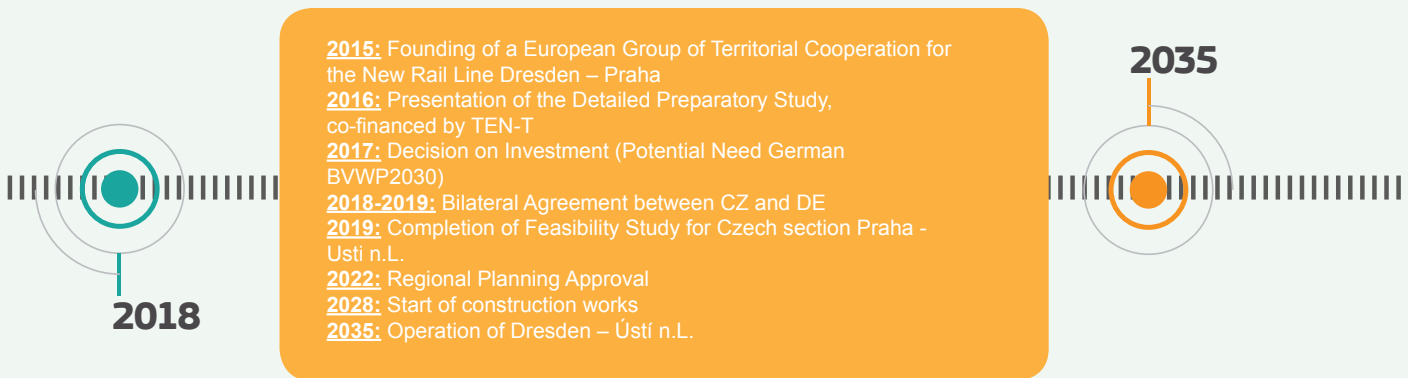 2015: Founding of a European Group of Territorial Cooperation for
the New Rail Line Dresden – Praha
2016: Presentation of the Detailed Preparatory Study,
co-financed by TEN-T
2017: Decision on Investment (Potential Need German
BVWP2030)
2018-2019: Bilateral Agreement between CZ and DE
2019: Completion of Feasibility Study for Czech section Praha -
Usti n.L.
2022: Regional Planning Approval
2028: Start of construction works
2035: Operation of Dresden – Ústí n.L.
2018
2035